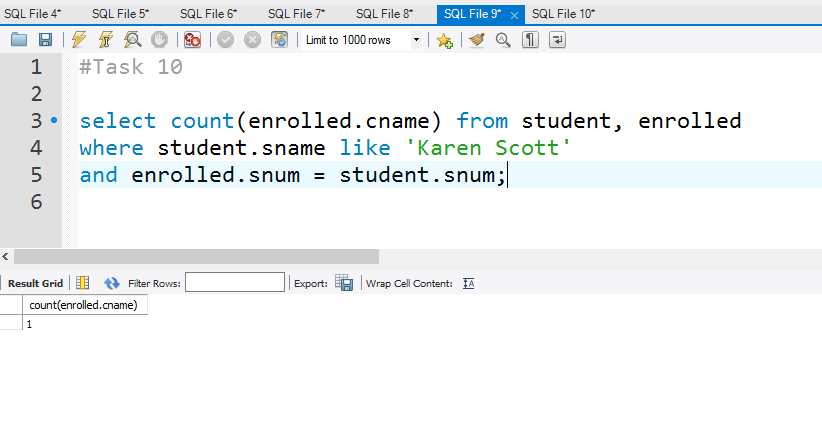 SQL File 4* SQL File 5* SQL File 6* SQL File 7* SQL File 8* SQL File 9* SQL File 10*
Limit to 1000 rows
1 #Task 10
2
3 select count(enrolled.cname) from student, enrolled
4 where student.sname like 'Karen Scott'
5 and enrolled.snum = student.snum;
6
Result Grid Filter Rows: Export: Wrap Cell Content:
count(enrolled.cname)
1